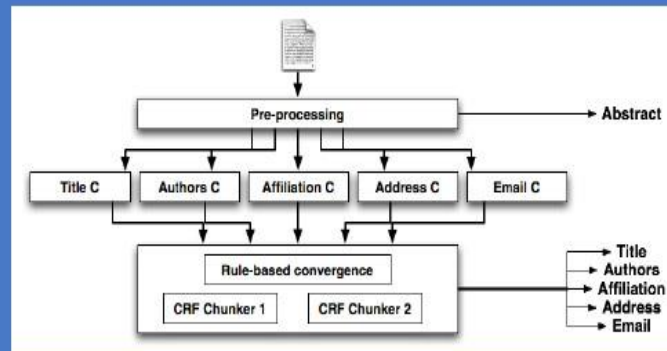 Pre-processing
Abstract
Title C
Authors C
Affiliation C
Address C
Email C
Rule-based convergence
CRF Chunker 1
CRF Chunker 2
Title
Authors
Affiliation
Address
Email